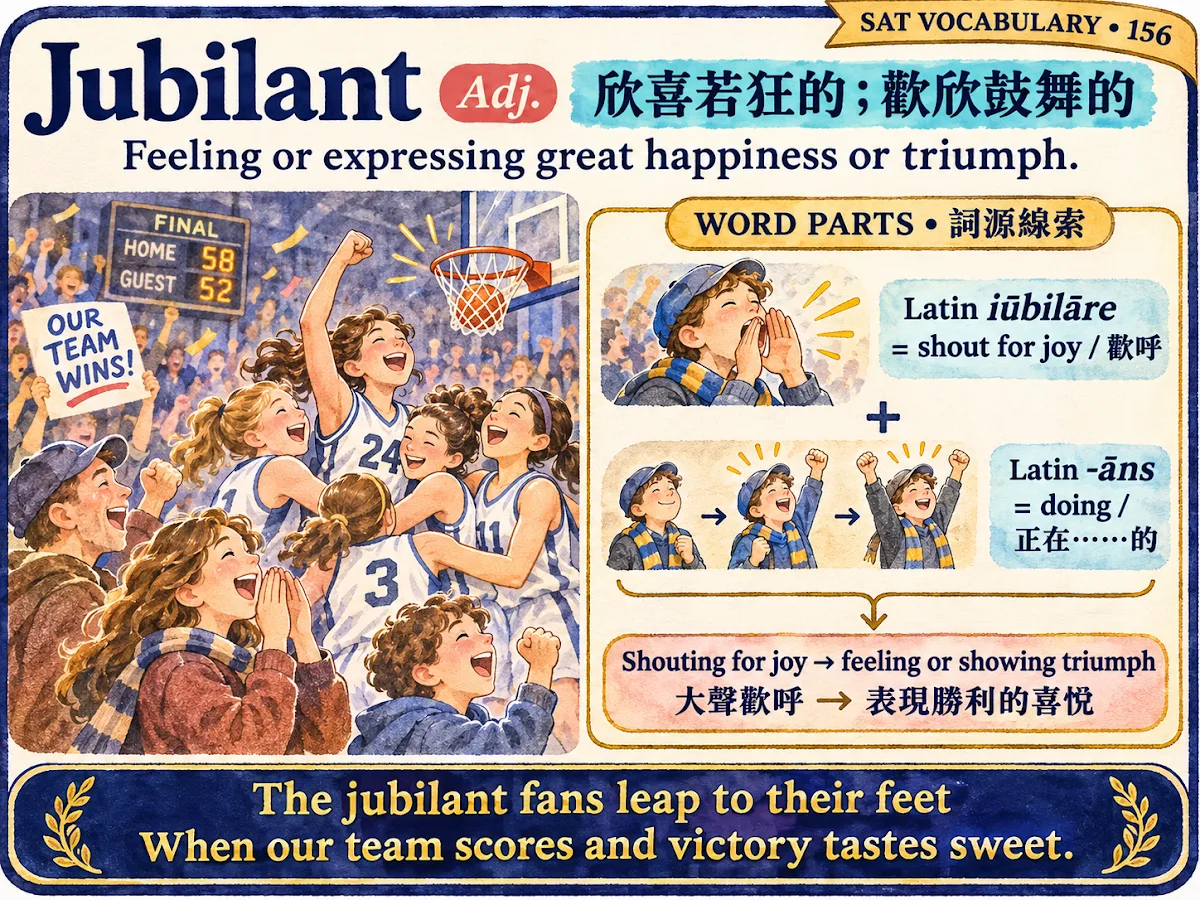 SAT VOCABULARY • 156
Jubilant Adj. 欣喜若狂的；歡欣鼓舞的
Feeling or expressing great happiness or triumph.
FINAL
HOME 58
GUEST 52
OUR
TEAM
WINS!
24
1
11
3
WORD PARTS • 詞源線索
Latin iūbilāre
= shout for joy / 歡呼
+
Latin -āns
= doing /
正在……的
Shouting for joy → feeling or showing triumph
大聲歡呼 → 表現勝利的喜悅
The jubilant fans leap to their feet
When our team scores and victory tastes sweet.